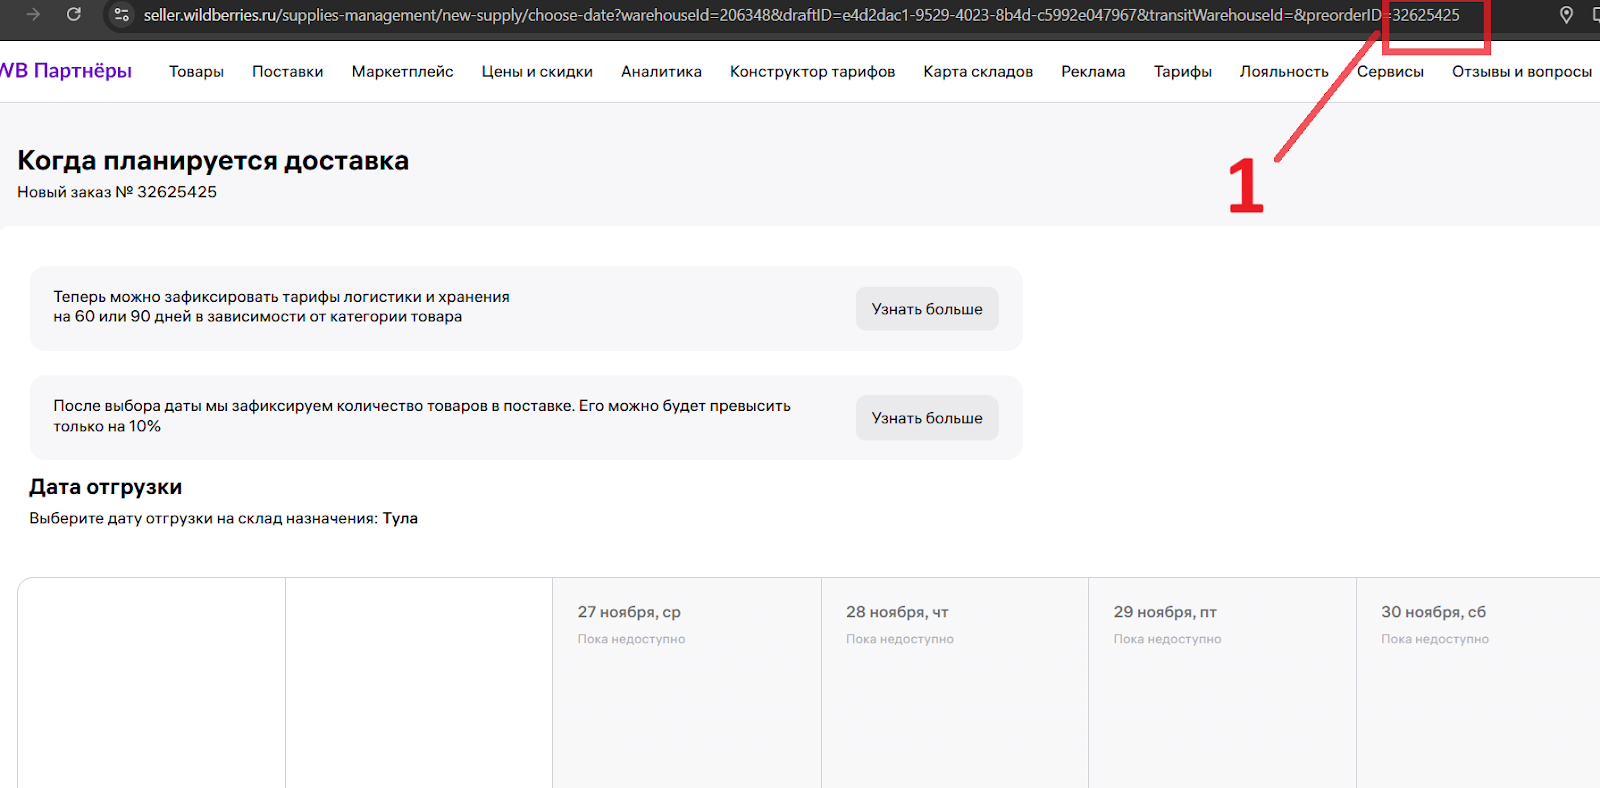 seller.wildberries.ru/supplies-management/new-supply/choose-date?warehouseId=206348&draftID=e4d2dac1-9529-4023-8b4d-c5992e047967&transitWarehouseId=&preorderID=32625425
WB Партнёры Товары Поставки Маркетплейс Цены и скидки Аналитика Конструктор тарифов Карта складов Реклама Тарифы Лояльность Сервисы Отзывы и вопросы
1
Когда планируется доставка
Новый заказ № 32625425
Теперь можно зафиксировать тарифы логистики и хранения
на 60 или 90 дней в зависимости от категории товара
Узнать больше
После выбора даты мы зафиксируем количество товаров в поставке. Его можно будет превысить
только на 10%
Узнать больше
Дата отгрузки
Выберите дату отгрузки на склад назначения: Тула
27 ноября, ср 28 ноября, чт 29 ноября, пт 30 ноября, сб
Пока недоступно Пока недоступно Пока недоступно Пока недоступно